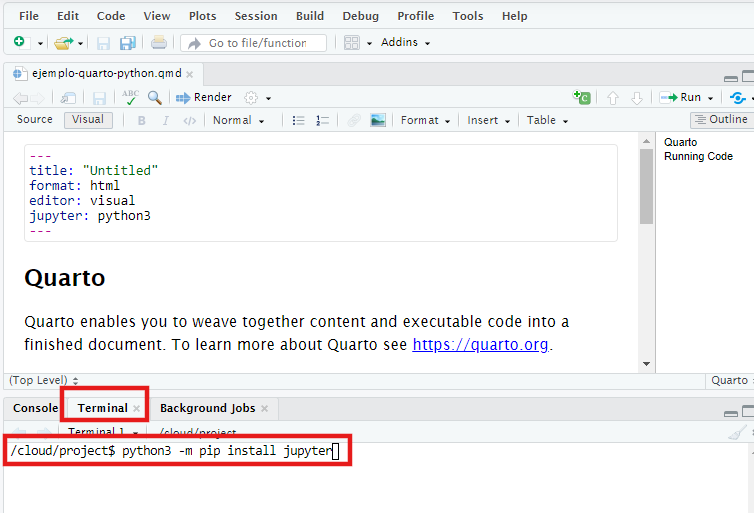 File Edit Code View Plots Session Build Debug Profile Tools Help
Go to file/function Addins
ejemplo-quarto-python.qmd
ABC Render Run
Source Visual B I </> Normal Format Insert Table Outline
---
title: "Untitled"
format: html
editor: visual
jupyter: python3
---
Quarto
Running Code
Quarto
Quarto enables you to weave together content and executable code into a
finished document. To learn more about Quarto see https://quarto.org.
(Top Level) Quarto
Console Terminal Background Jobs
Terminal 1 /cloud/project
/cloud/project$ python3 -m pip install jupyter